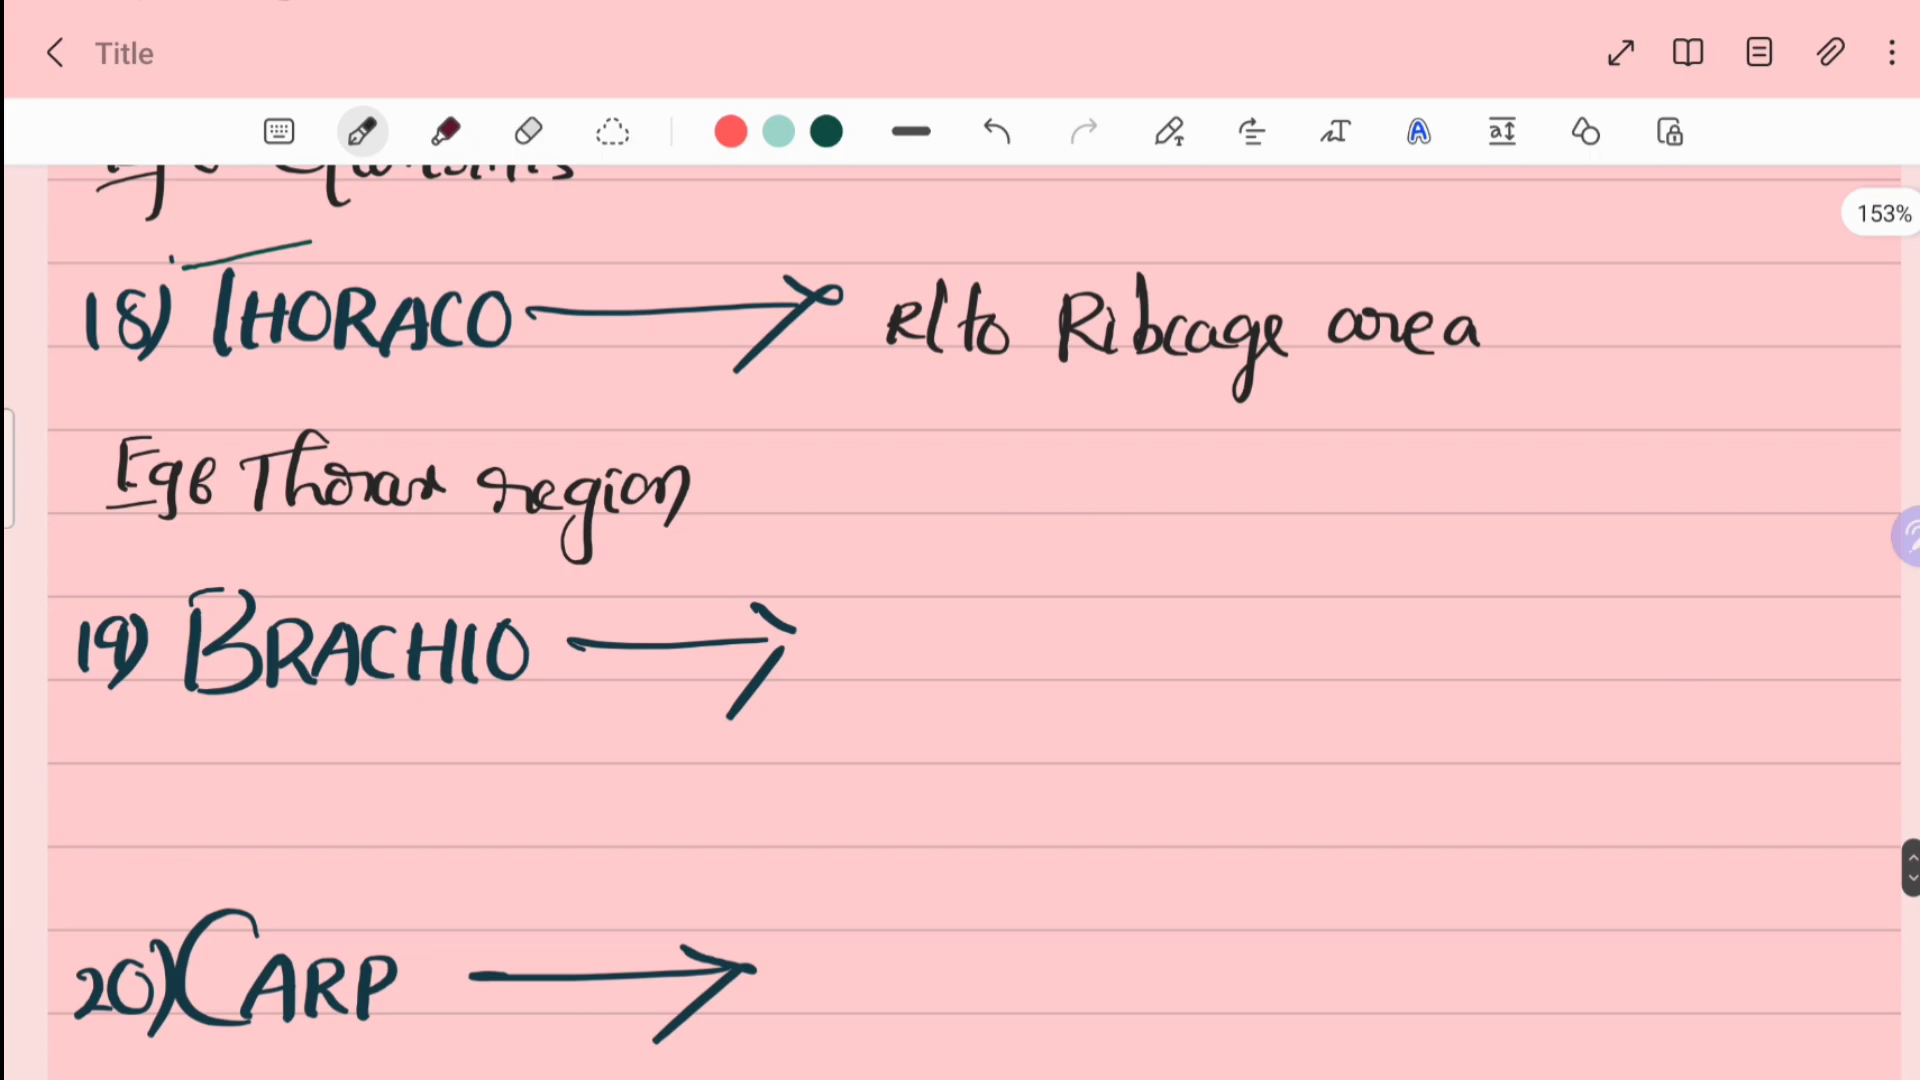 Title
153%
18) THORACO → Rl to Ribcage area
Eg: Thorax region
19) BRACHIO →
20) CARP →